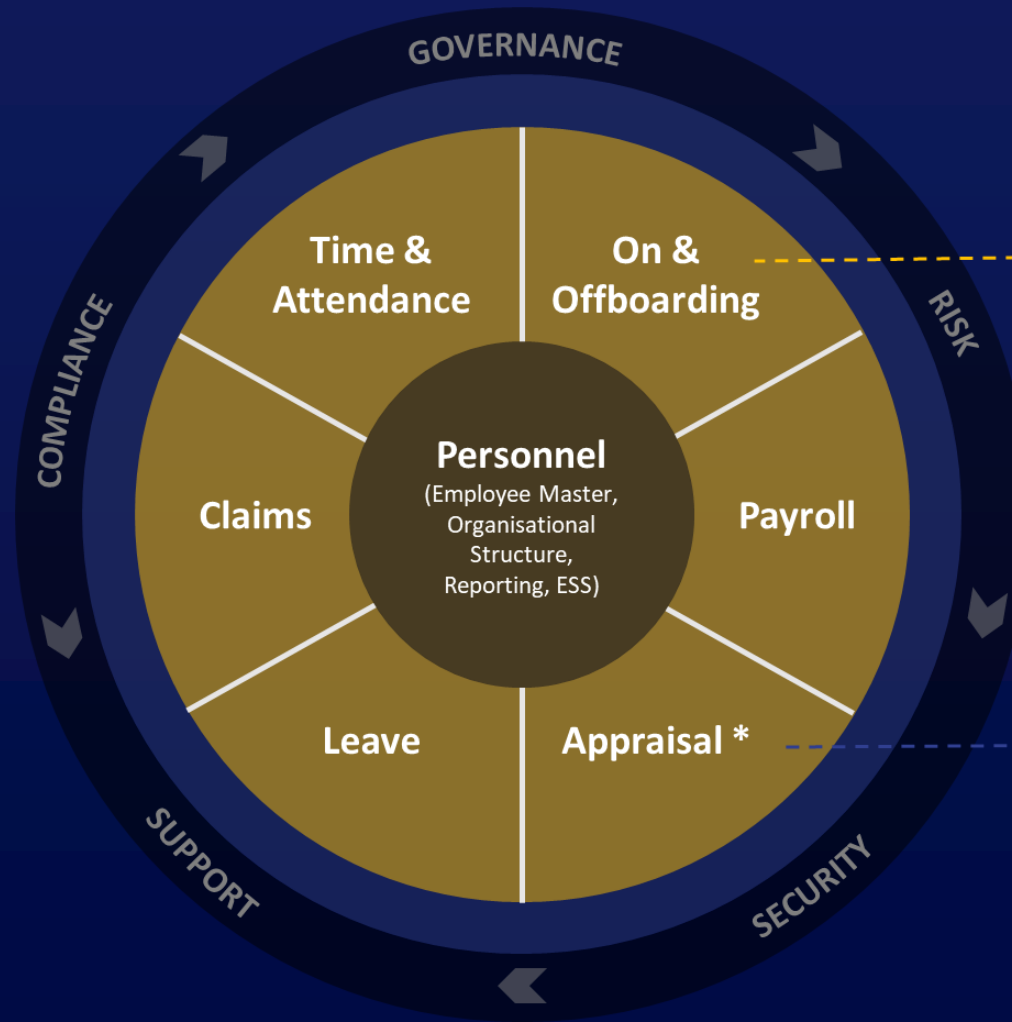 GOVERNANCE
Time &
Attendance
On &
Offboarding
RISK
COMPLIANCE
Personnel
(Employee Master,
Organisational
Structure,
Reporting, ESS)
Claims
Payroll
Leave
Appraisal *
SUPPORT
SECURITY